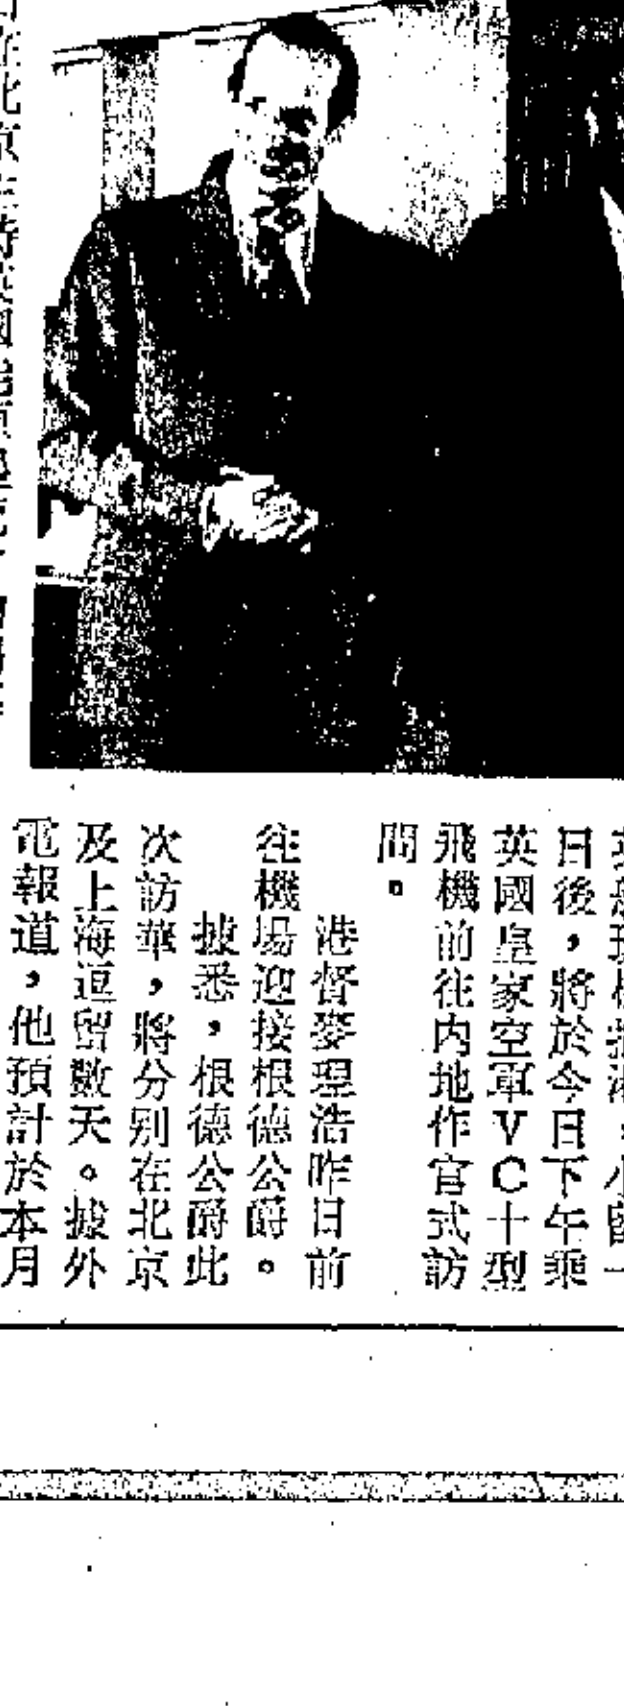 日後，將於今日下午乘
英國皇家空軍VC十型
飛機前往内地作官式訪
問。
港督麥理浩昨日前
往機場迎接根德公爵。
據悉，根德公爵此
次訪華，將分别在北京
及上海逗留數天。據外
電報道，他預計於本月